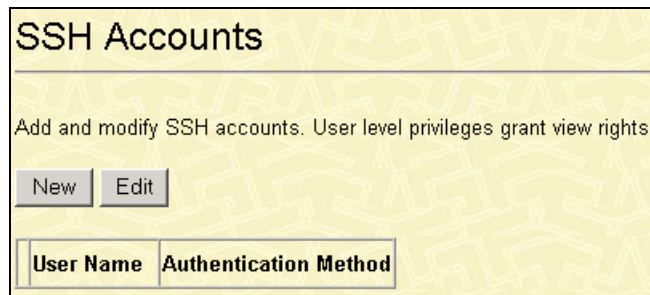 SSH Accounts
Add and modify SSH accounts. User level privileges grant view rights
New Edit
User Name Authentication Method